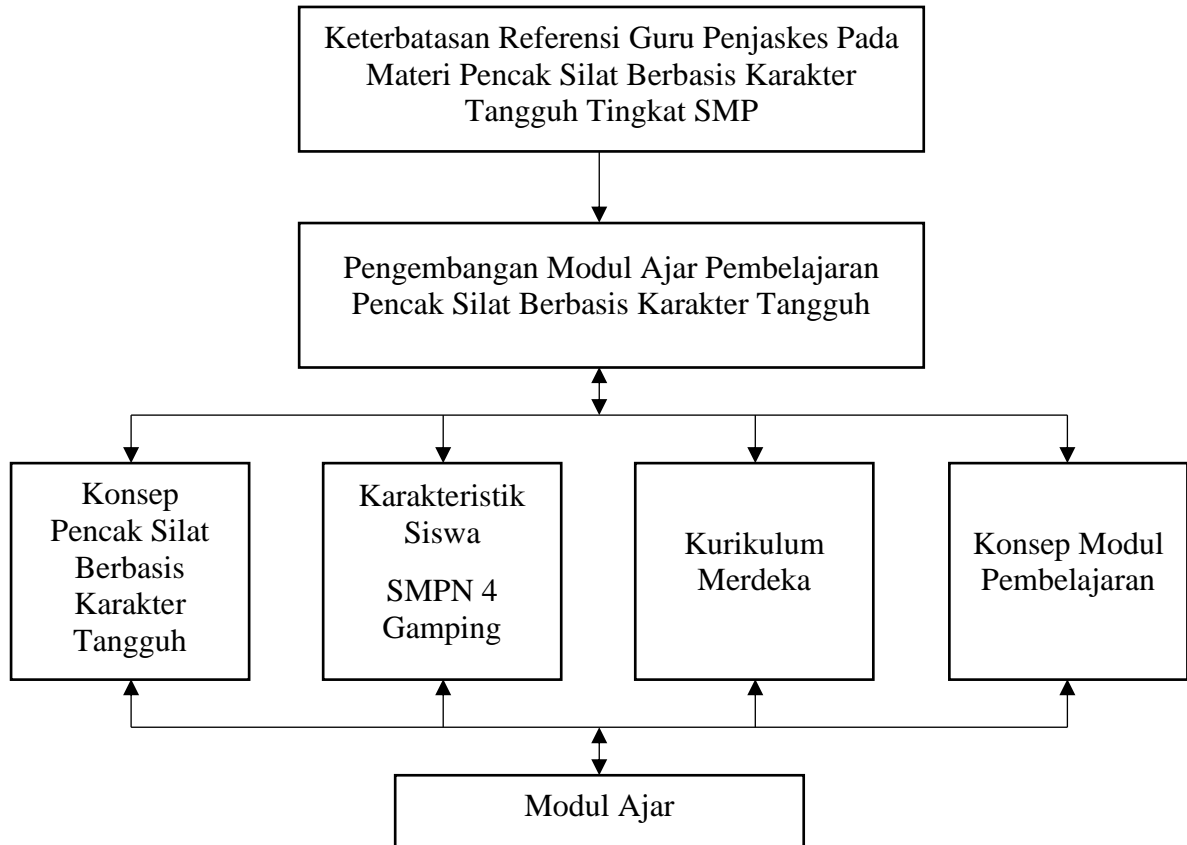 Keterbatasan Referensi Guru Penjaskes Pada
Materi Pencak Silat Berbasis Karakter
Tangguh Tingkat SMP
Pengembangan Modul Ajar Pembelajaran
Pencak Silat Berbasis Karakter Tangguh
Konsep
Pencak Silat
Berbasis
Karakter
Tangguh
Karakteristik
Siswa
SMPN 4
Gamping
Kurikulum
Merdeka
Konsep Modul
Pembelajaran
Modul Ajar